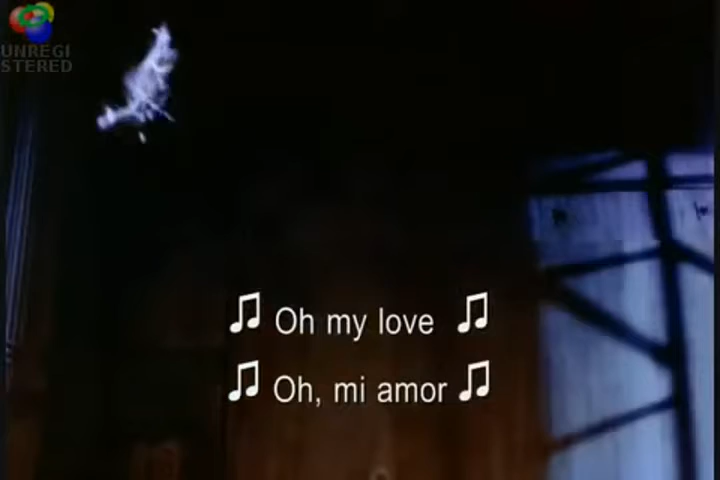 UNREGI
STERED
♫ Oh my love ♫
♫ Oh, mi amor ♫